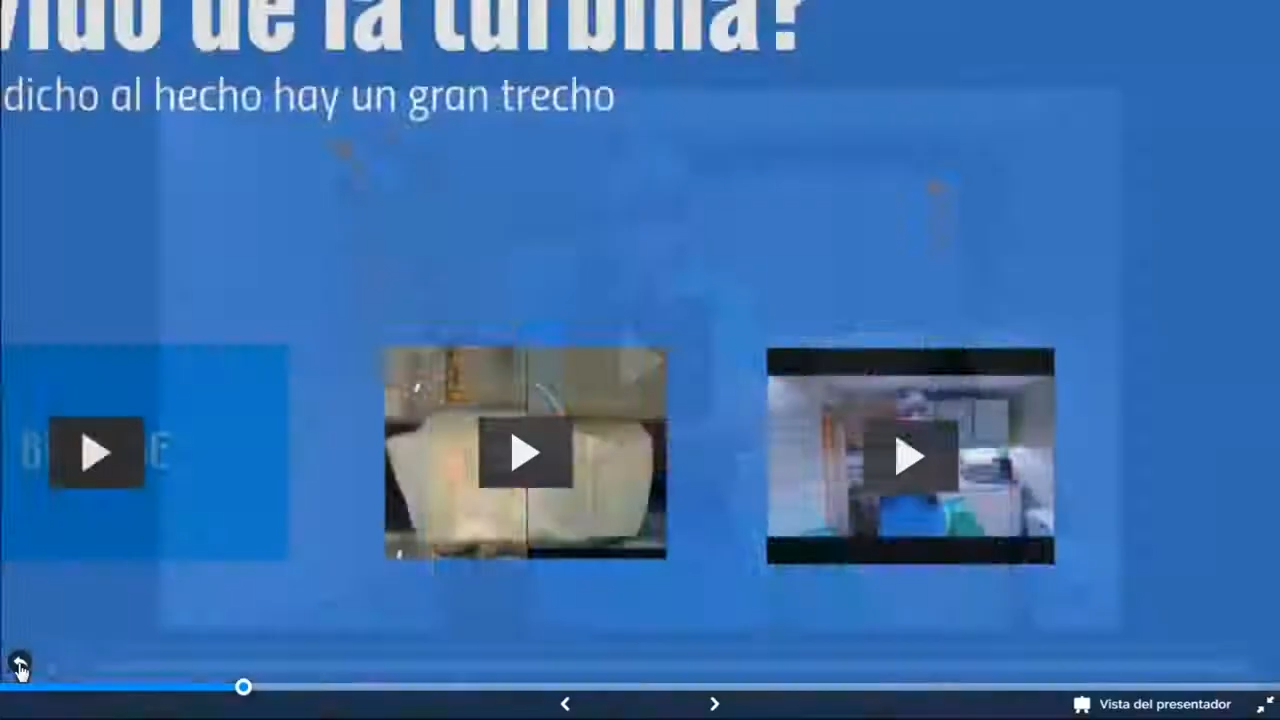 vido de la turbina?
dicho al hecho hay un gran trecho
Vista del presentador